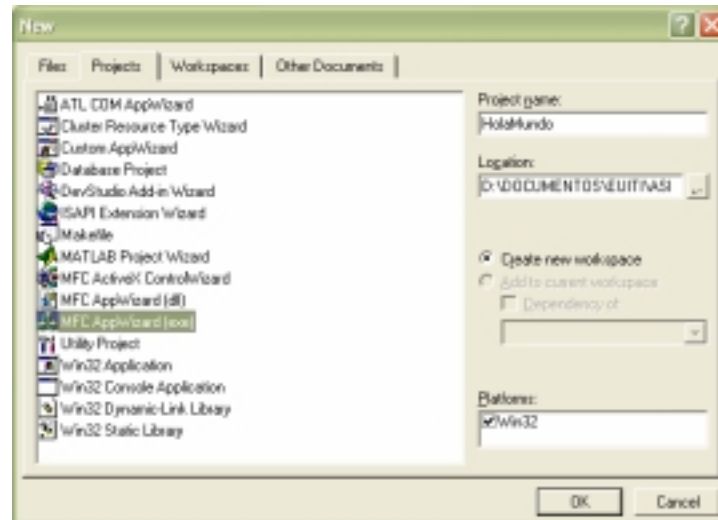 New
Files Projects Workspaces Other Documents
ATL COM AppWizard
Cluster Resource Type Wizard
Custom AppWizard
Database Project
DevStudio Add-in Wizard
ISAPI Extension Wizard
Makefile
MATLAB Project Wizard
MFC ActiveX ControlWizard
MFC AppWizard (dll)
MFC AppWizard (exe)
Utility Project
Win32 Application
Win32 Console Application
Win32 Dynamic-Link Library
Win32 Static Library
Project name:
HolaMundo
Location:
D:\DOCUMENTOS\EUITI\ASI
...
Create new workspace
Add to current workspace
Dependency of:
Platforms:
Win32
OK Cancel